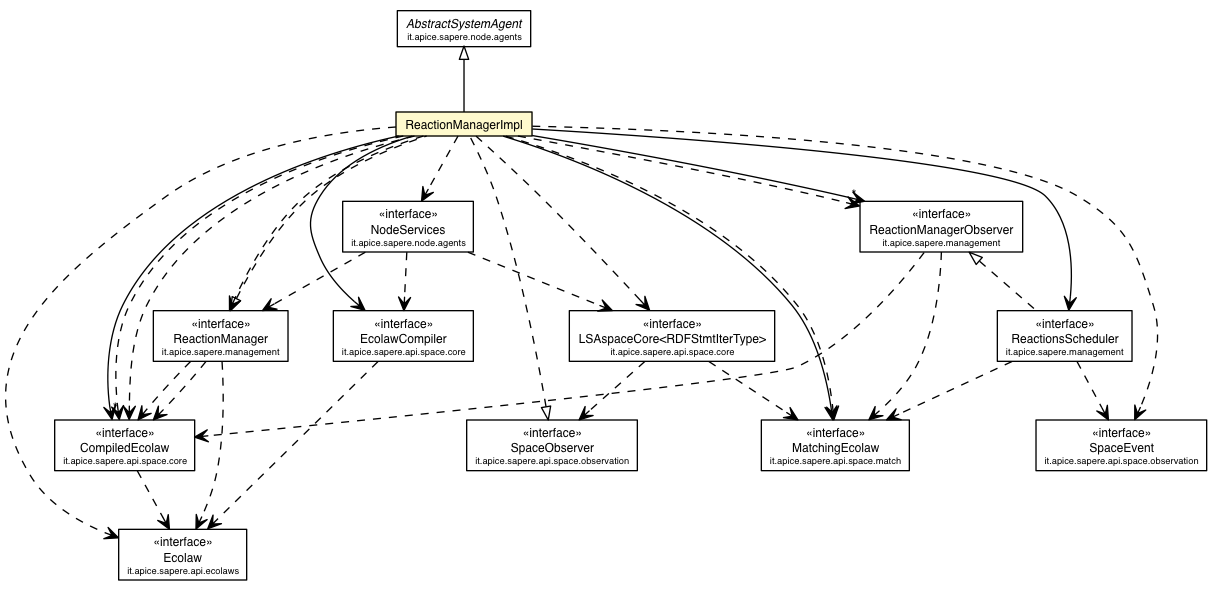 AbstractSystemAgent
it.apice.sapere.node.agents
ReactionManagerImpl
«interface»
NodeServices
it.apice.sapere.node.agents
«interface»
ReactionManagerObserver
it.apice.sapere.management
«interface»
ReactionManager
it.apice.sapere.management
«interface»
EcolawCompiler
it.apice.sapere.api.space.core
«interface»
LSAspaceCore<RDFStmtIterType>
it.apice.sapere.api.space.core
«interface»
ReactionsScheduler
it.apice.sapere.management
«interface»
CompiledEcolaw
it.apice.sapere.api.space.core
«interface»
SpaceObserver
it.apice.sapere.api.space.observation
«interface»
MatchingEcolaw
it.apice.sapere.api.space.match
«interface»
SpaceEvent
it.apice.sapere.api.space.observation
«interface»
Ecolaw
it.apice.sapere.api.ecolaws